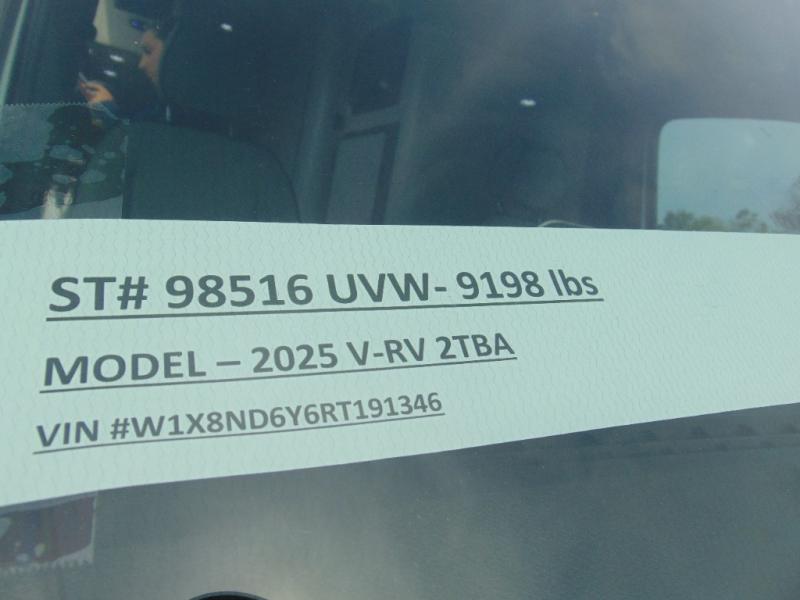 ST# 98516 UVW- 9198 lbs
MODEL – 2025 V-RV 2TBA
VIN #W1X8ND6Y6RT191346